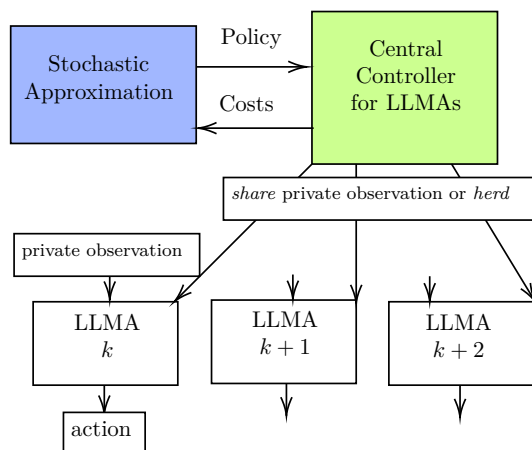 Policy
Stochastic
Approximation
Central
Controller
for LLMAs
Costs
share private observation or herd
private observation
LLMA
k
LLMA
k + 1
LLMA
k + 2
action